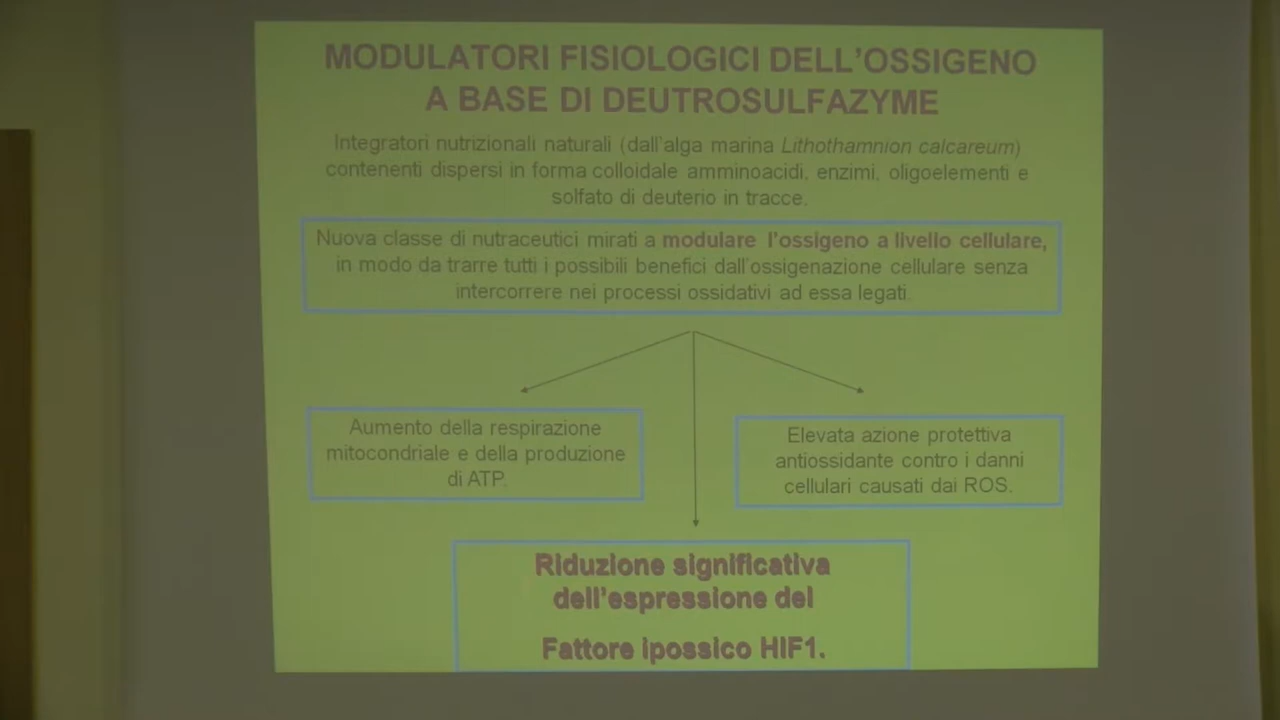 MODULATORI FISIOLOGICI DELL'OSSIGENO
A BASE DI DEUTROSULFAZYME
Integratori nutrizionali naturali (dall'alga marina Lithothamnion calcareum)
contenenti dispersi in forma colloidale amminoacidi, enzimi, oligoelementi e
solfato di deuterio in tracce.
Nuova classe di nutraceutici mirati a modulare l'ossigeno a livello cellulare,
in modo da trarre tutti i possibili benefici dall'ossigenazione cellulare senza
intercorrere nei processi ossidativi ad essa legati.
Aumento della respirazione
mitocondriale e della produzione
di ATP.
Elevata azione protettiva
antiossidante contro i danni
cellulari causati dai ROS.
Riduzione significativa
dell'espressione del
Fattore ipossico HIF1.